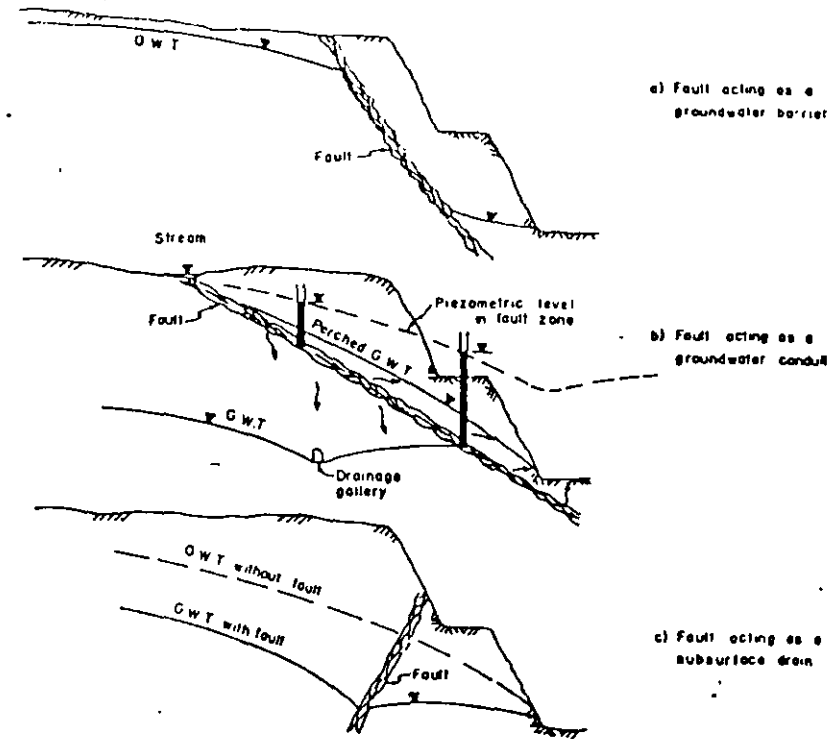 G W T
a) Fault acting as a
groundwater barrier
Fault
Stream
Piezometric level
in fault zone
Fault
Perched G W T
b) Fault acting as a
groundwater conduit
G W.T
Drainage
gallery
G W T without fault
G W T with fault
c) Fault acting as a
subsurface drain
Fault